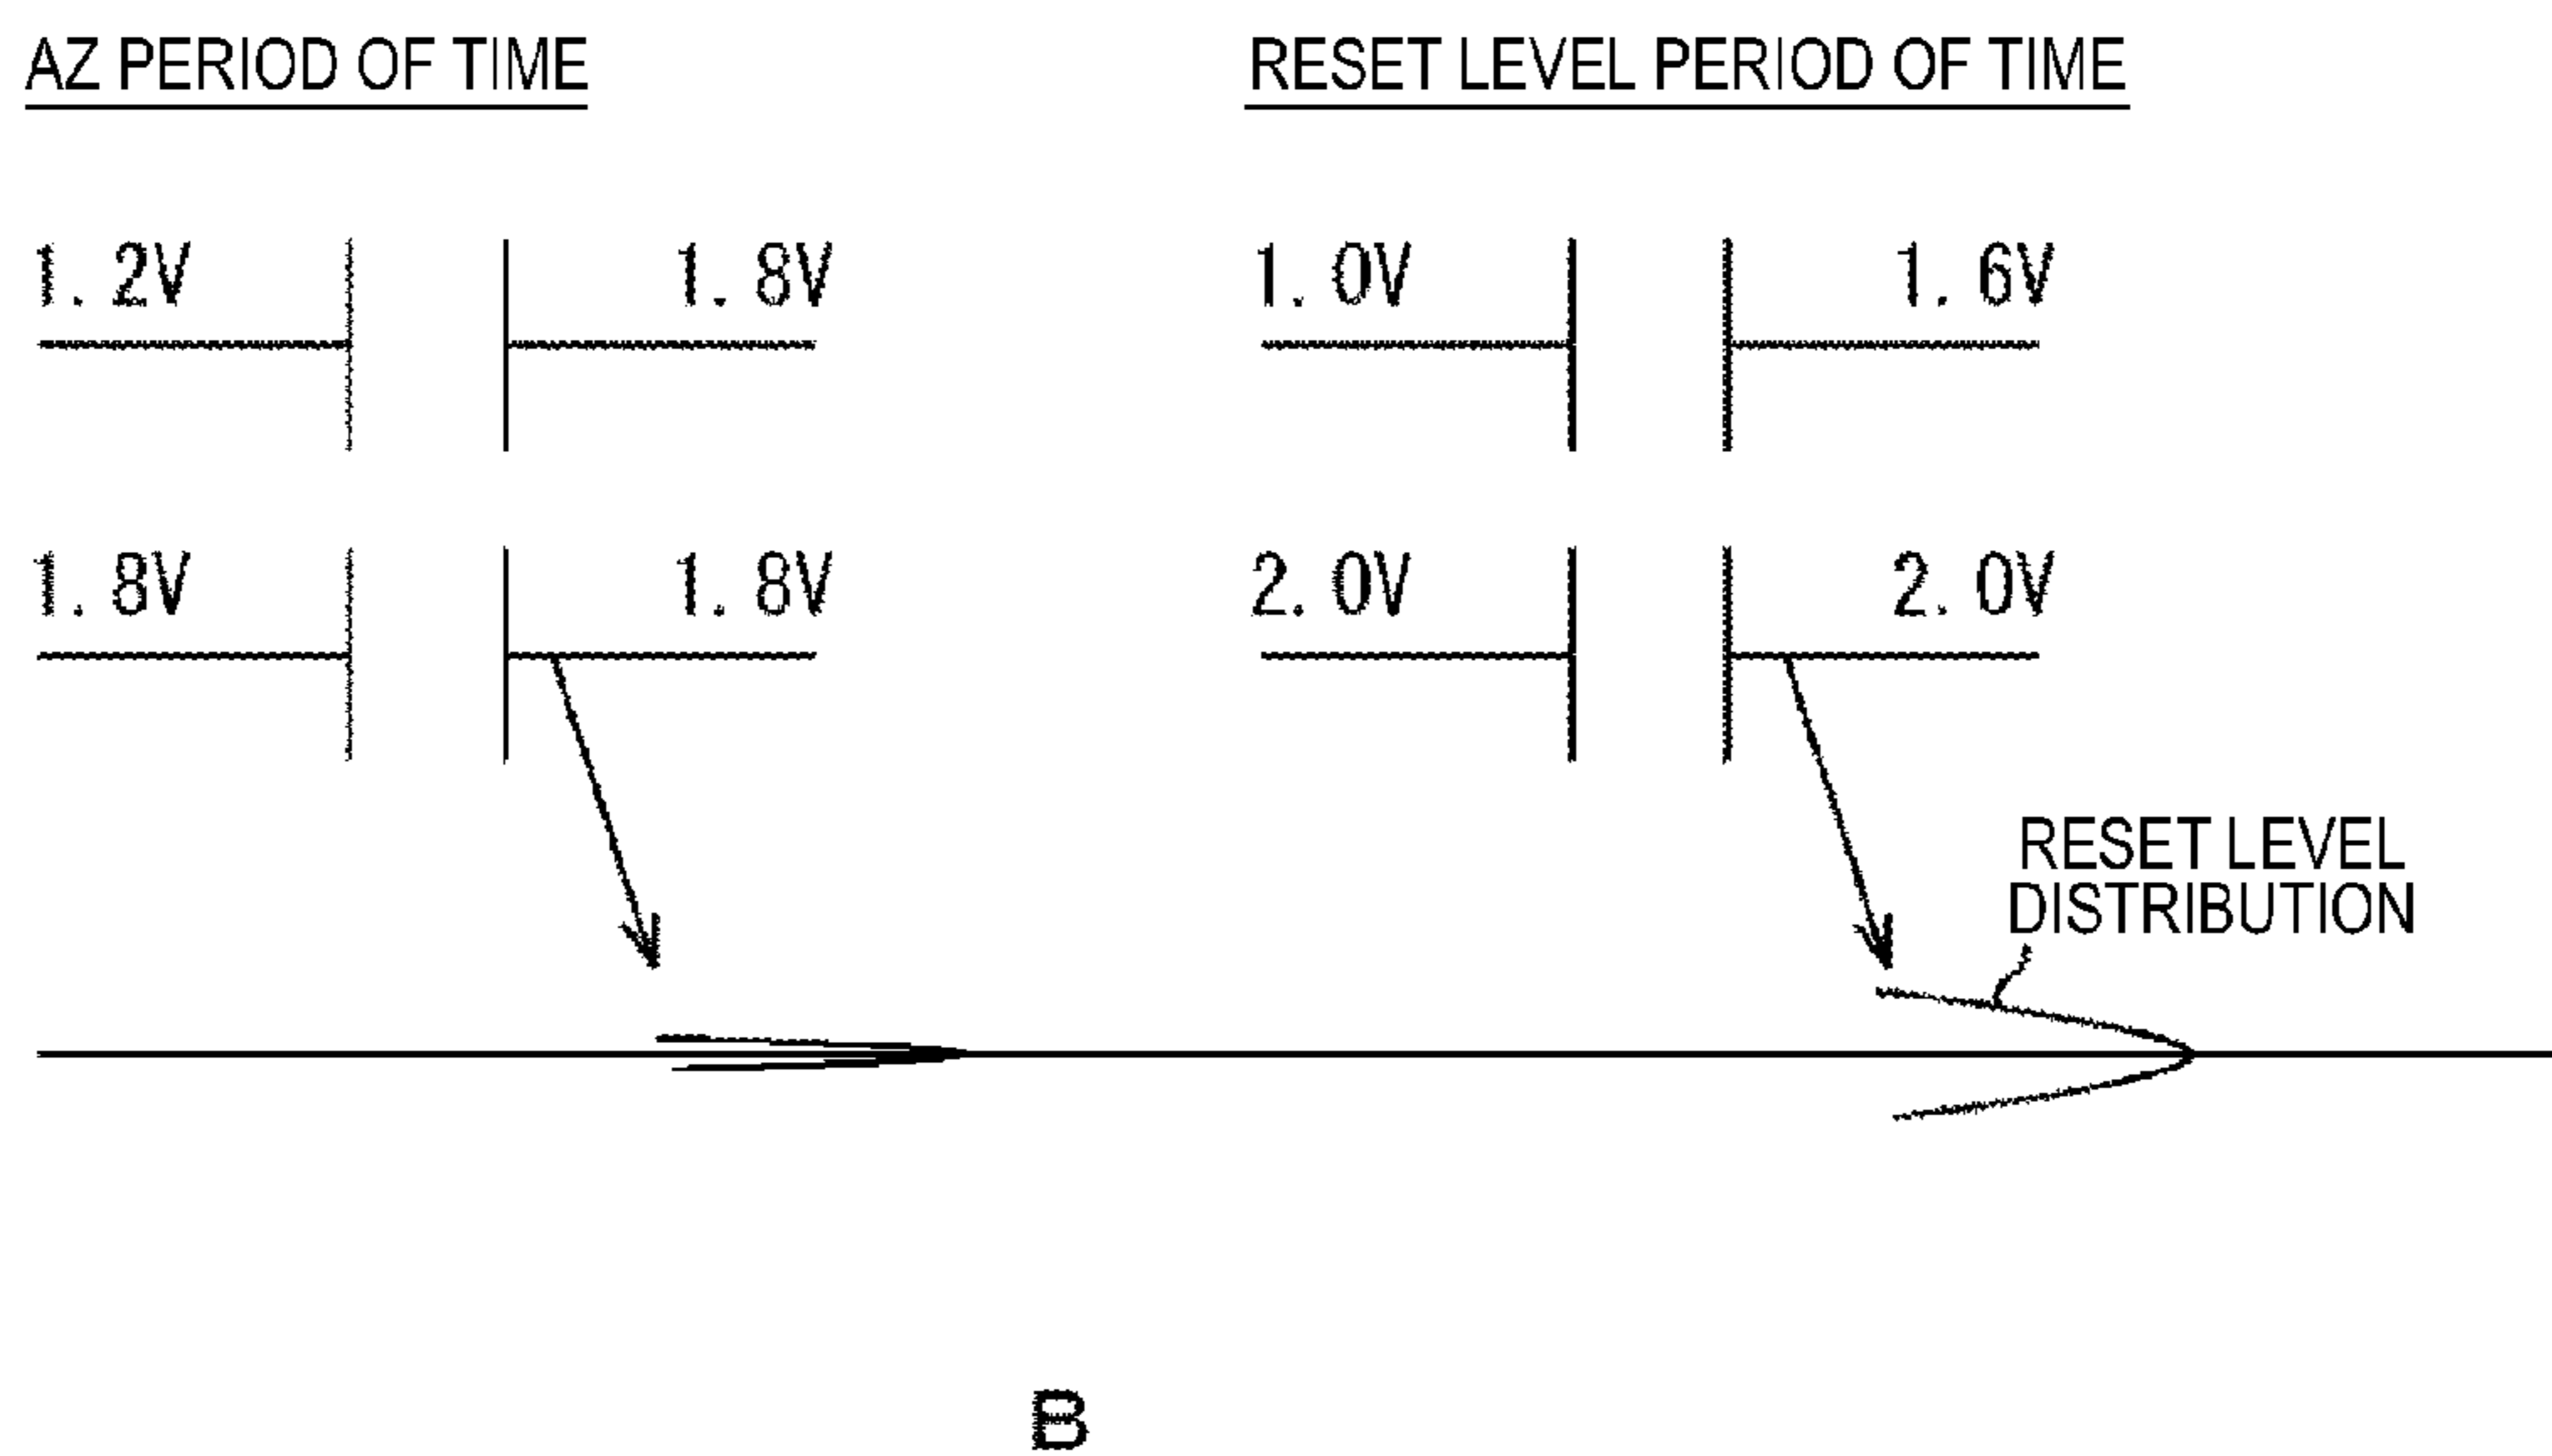 AZ PERIOD OF TIME
RESET LEVEL PERIOD OF TIME
1.2V
1.8V
1.0V
1.6V
1.8V
1.8V
2.0V
2.0V
RESET LEVEL
DISTRIBUTION
B